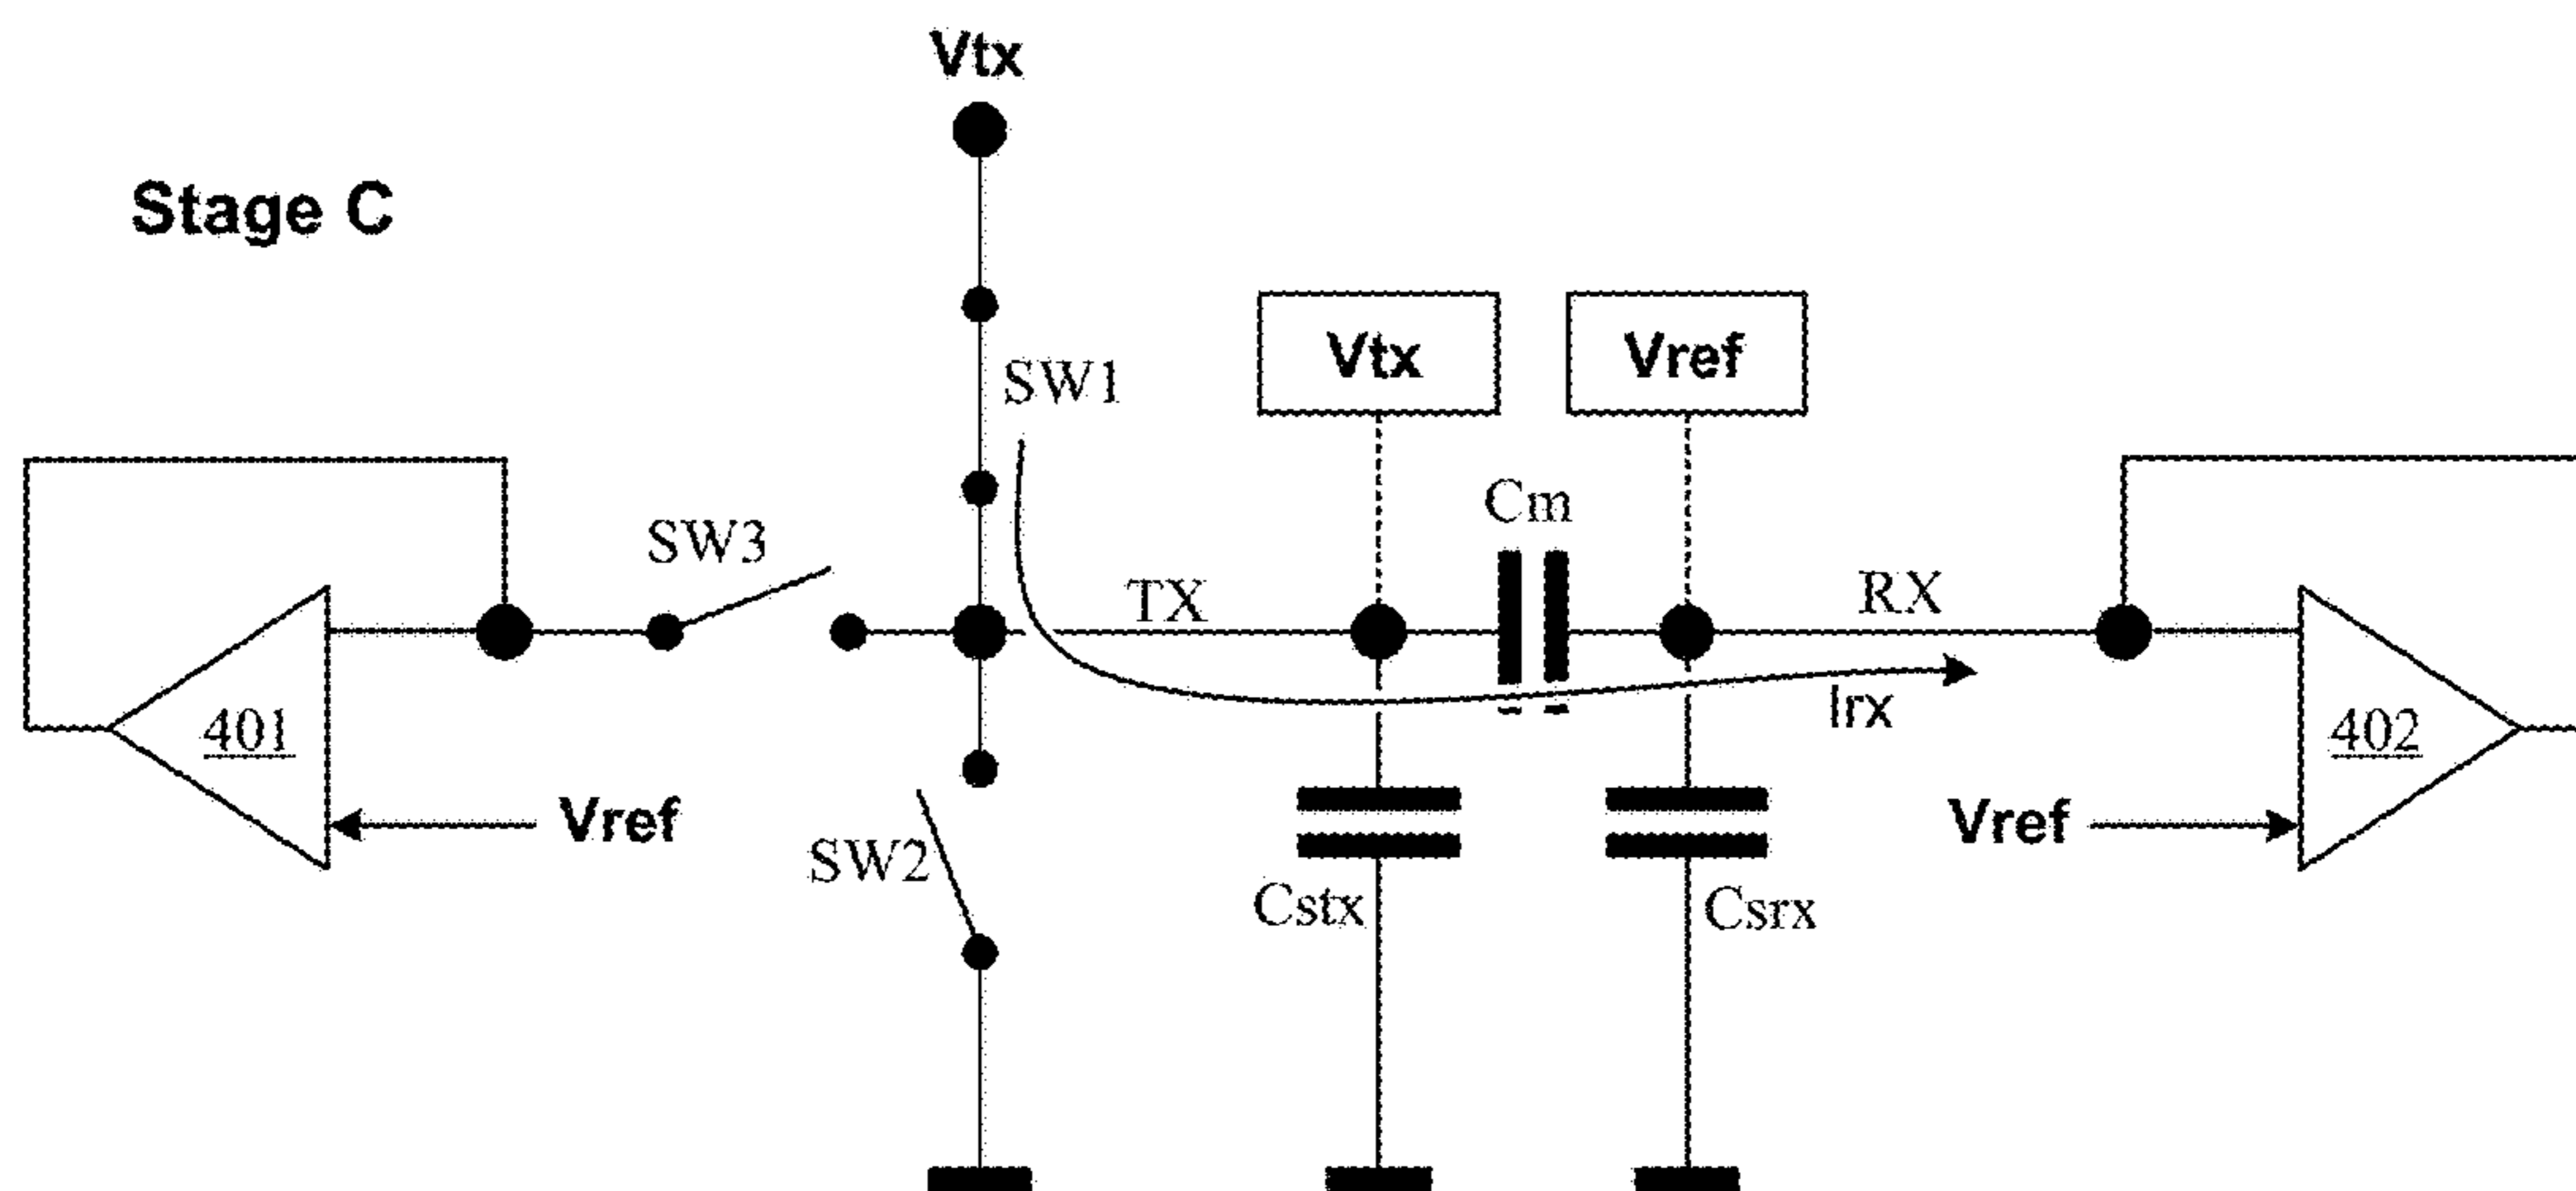 Vtx
Stage C
SW1
Vtx
Vref
Cm
SW3
TX
RX
Irx
401
402
Vref
Vref
SW2
Cstx
Csrx